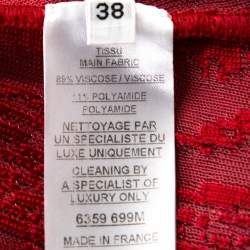 38
TISSU
MAIN FABRIC
89% VISCOSE / VISCOSE
11% POLYAMIDE
POLYAMIDE
NETTOYAGE PAR
UN SPECIALISTE DU
LUXE UNIQUEMENT
CLEANING BY
A SPECIALIST OF
LUXURY ONLY
6359 699M
MADE IN FRANCE